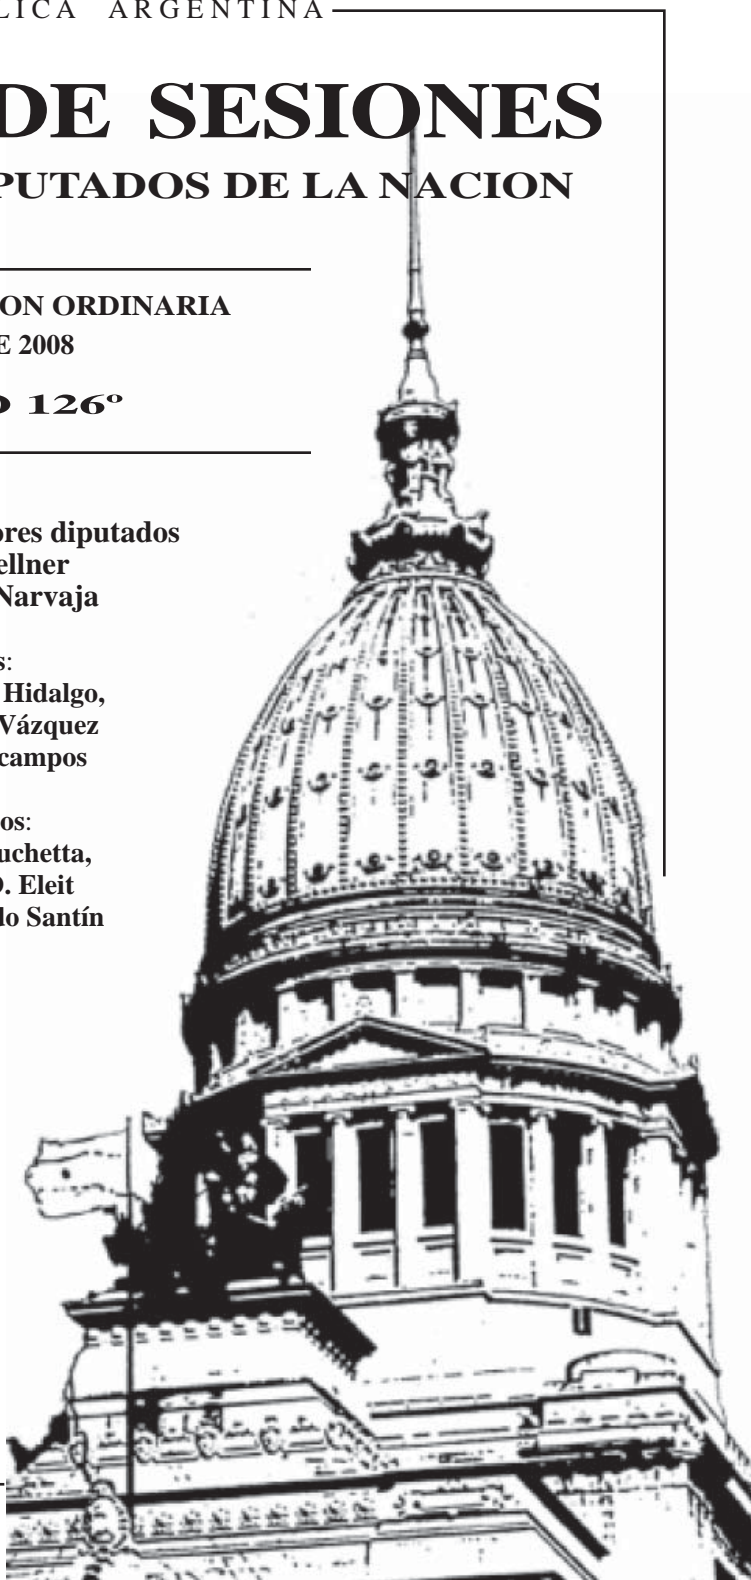 LICA ARGENTINA
DE SESIONES
PUTADOS DE LA NACION
ON ORDINARIA
E 2008
O 126º
ores diputados
ellner
Narvaja
s:
Hidalgo,
Vázquez
campos
os:
uchetta,
D. Eleit
lo Santín